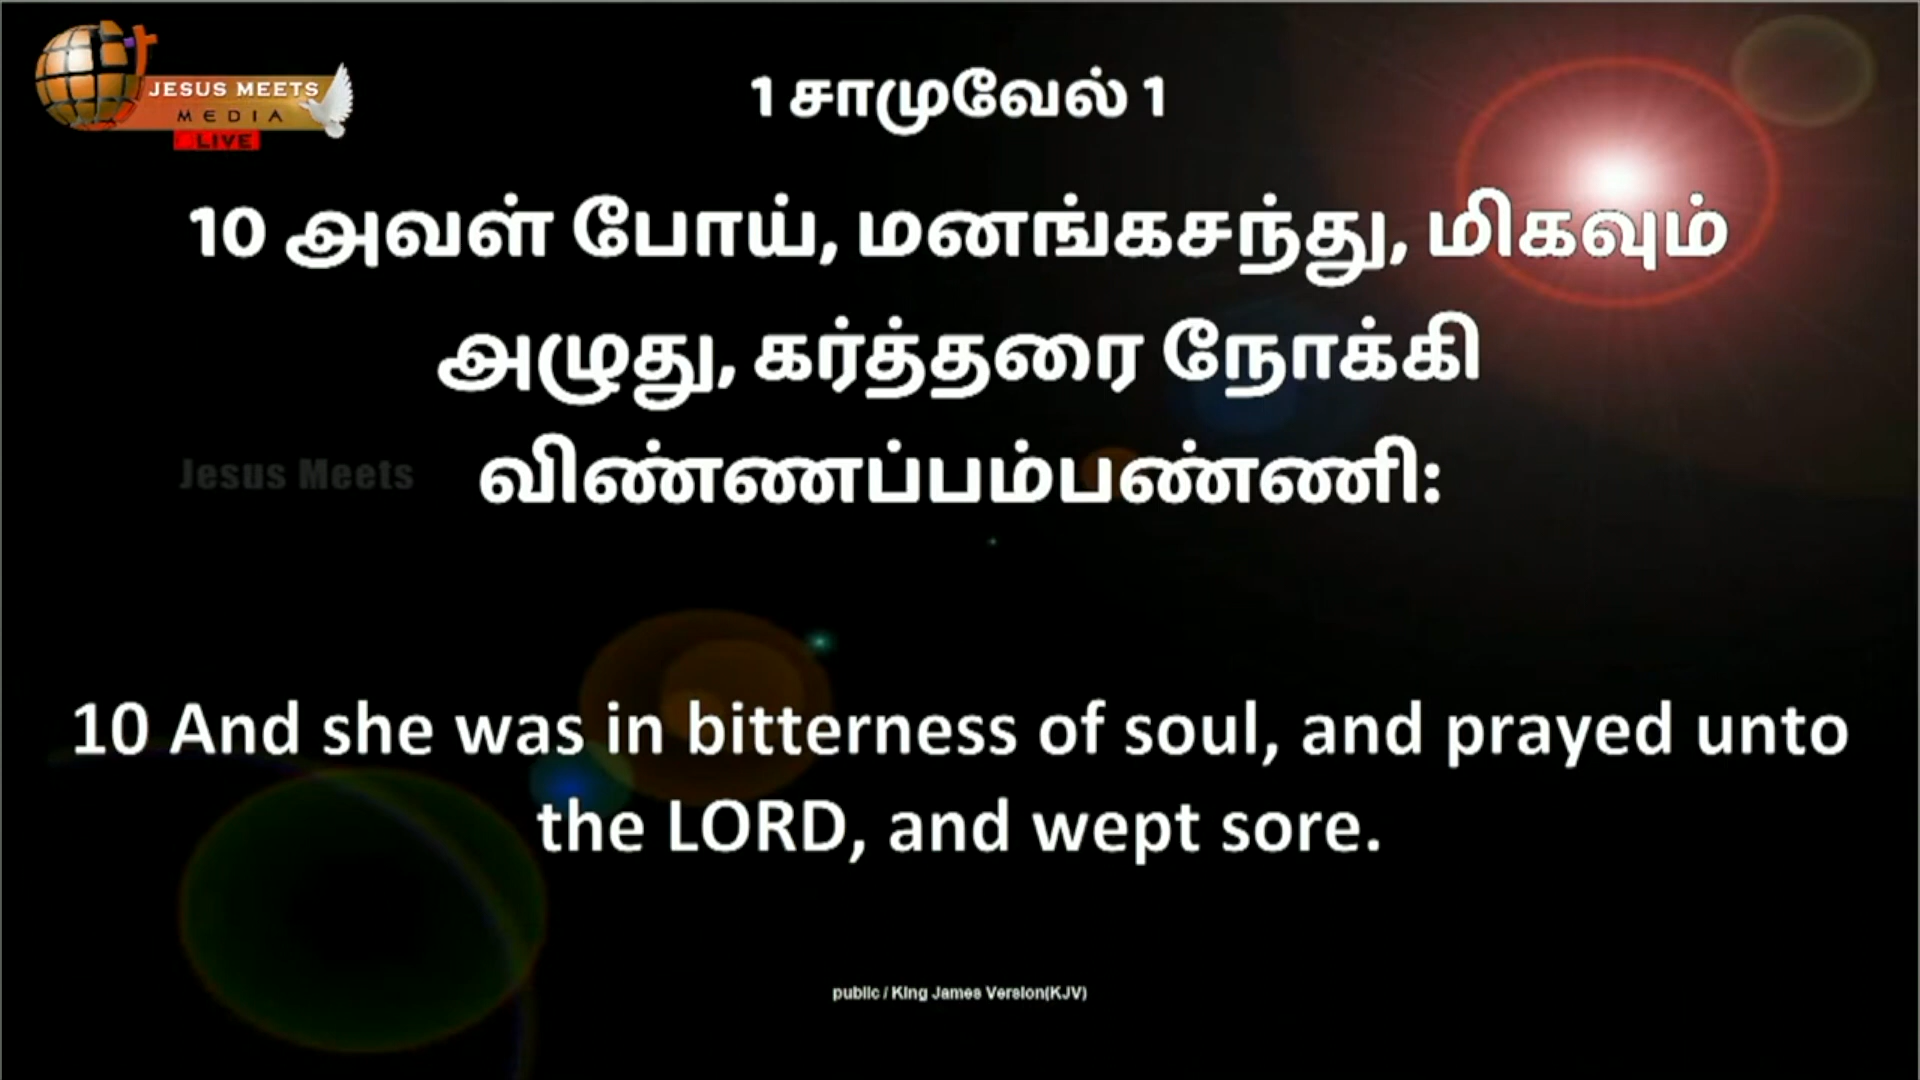 JESUS MEETS
MEDIA
LIVE
1 சாமுவேல் 1
10 அவள் போய், மனங்கசந்து, மிகவும்
அழுது, கர்த்தரை நோக்கி
Jesus Meets
விண்ணப்பம்பண்ணி:
10 And she was in bitterness of soul, and prayed unto
the LORD, and wept sore.
public / King James Version(KJV)